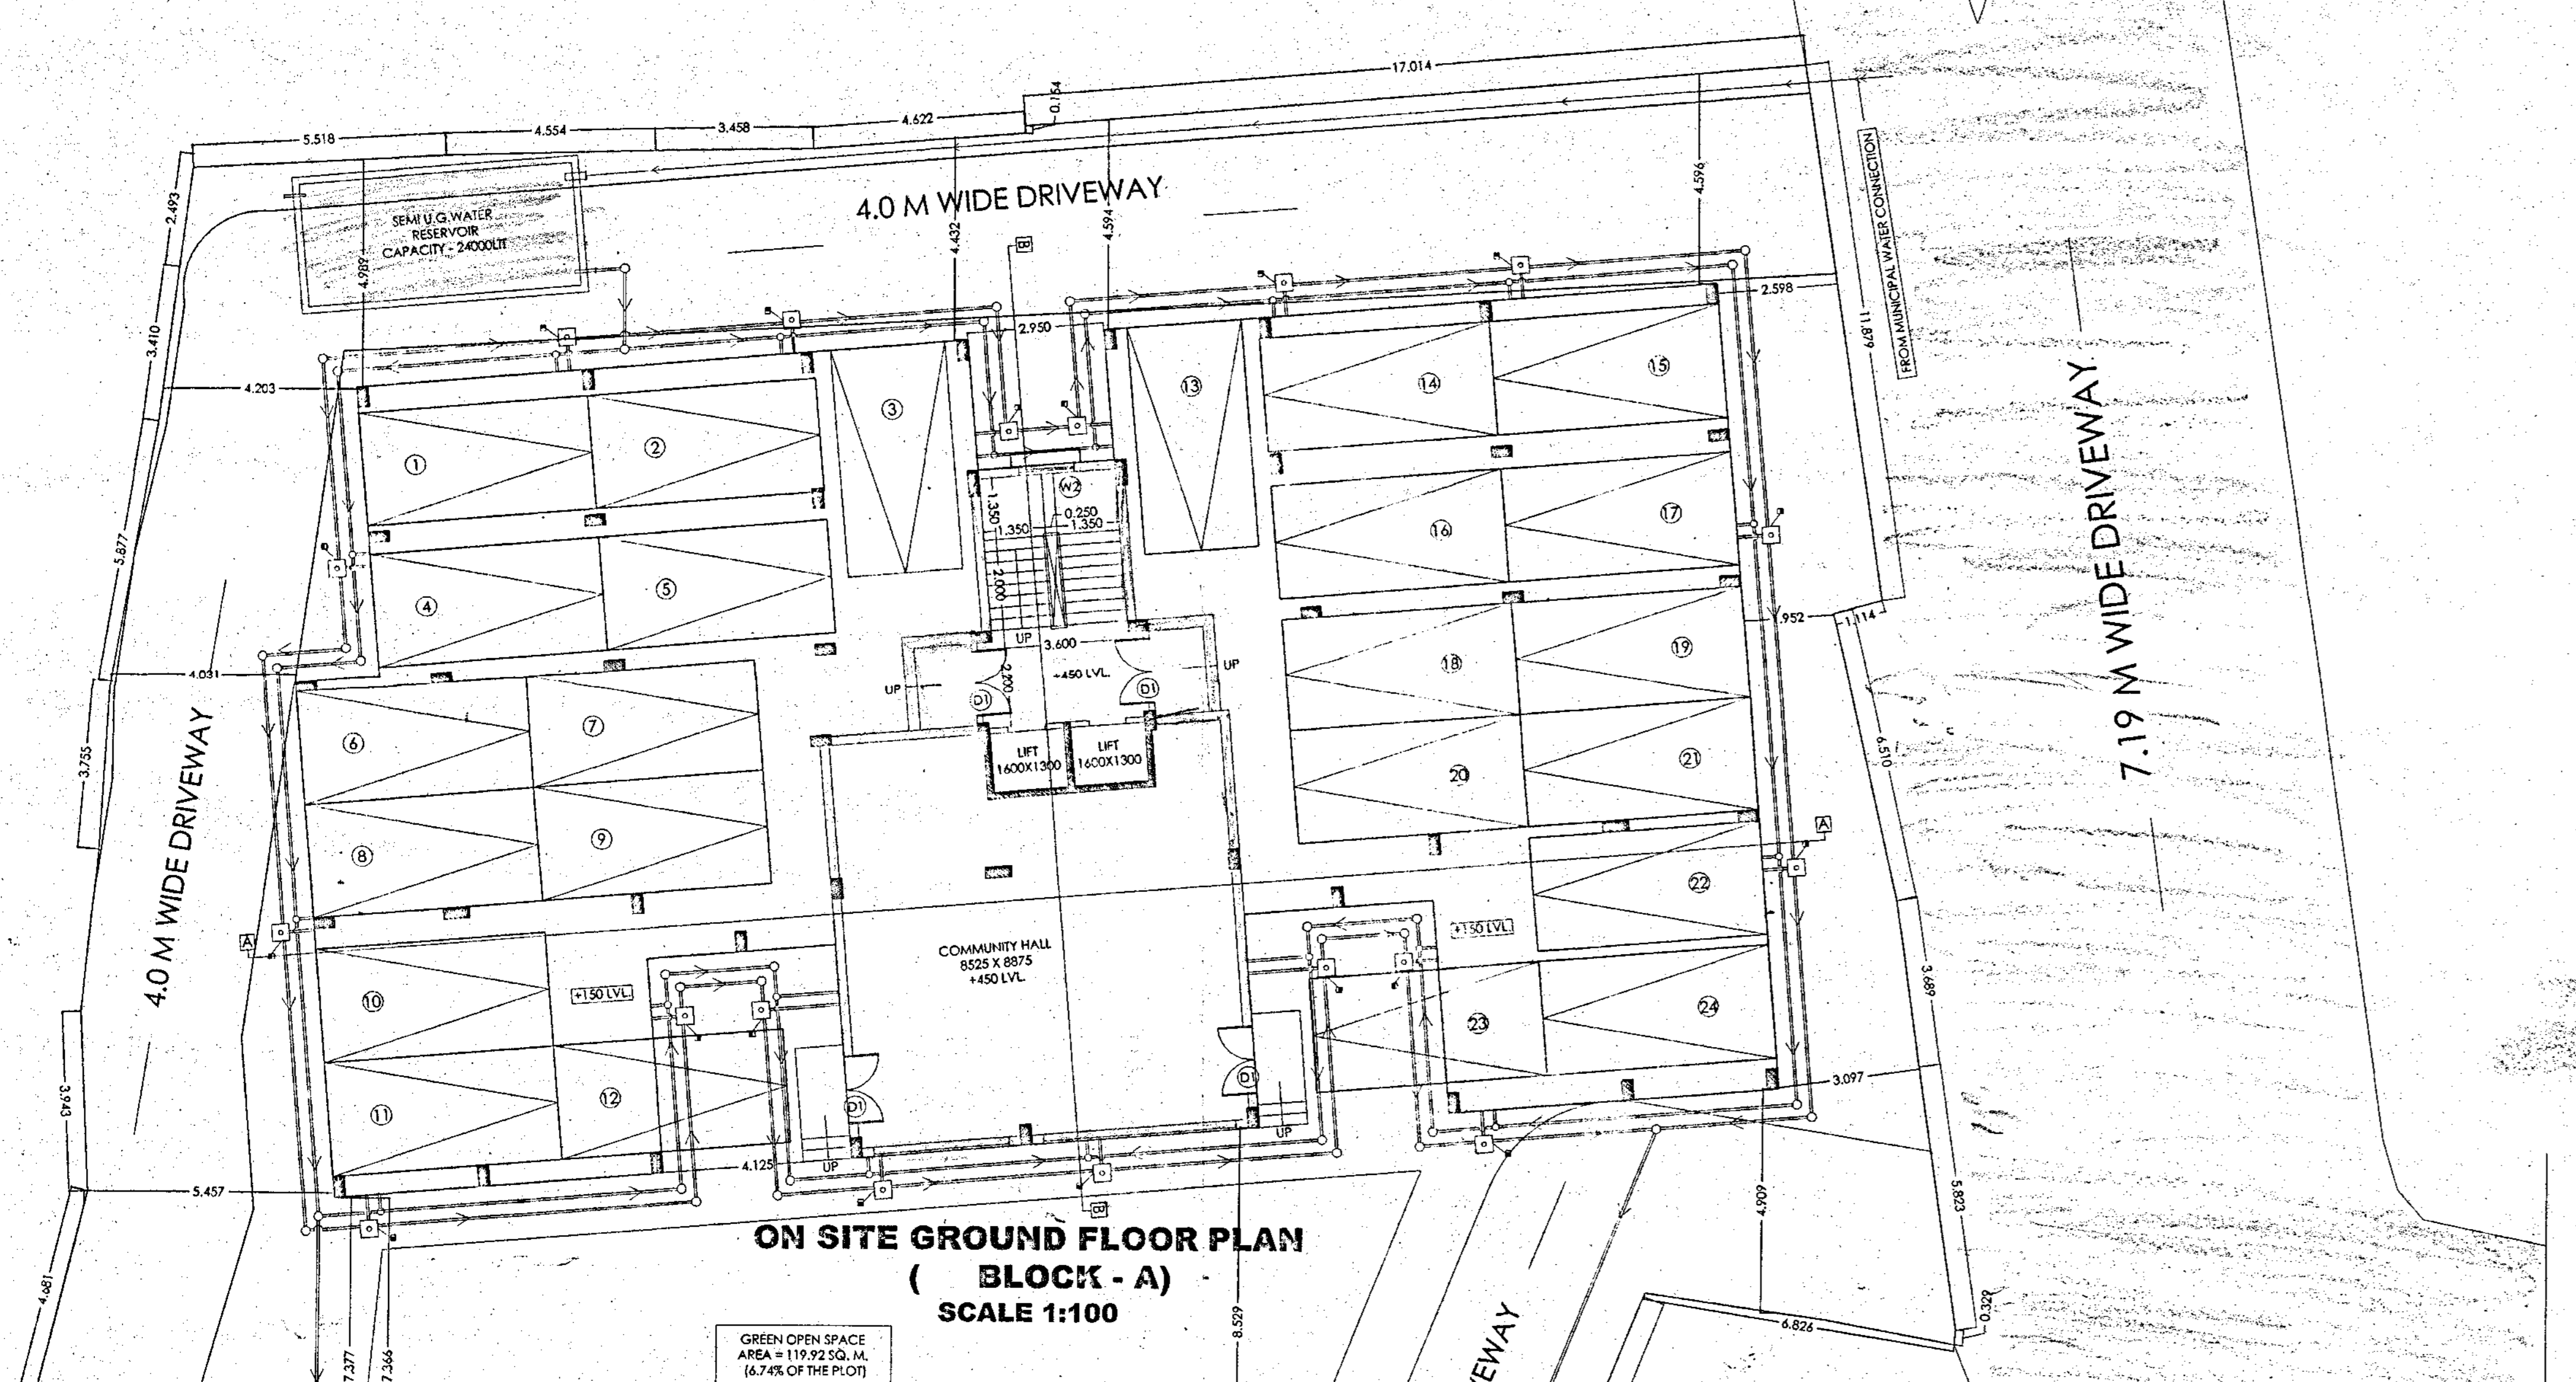 17.014
0.154
4.622
3.458
4.554
5.518
2.493
3.410
5.877
3.755
3.943
4.681
SEMI U.G.WATER
RESERVOIR
CAPACITY - 24000LIT
4.989
4.0 M WIDE DRIVEWAY
4.432
4.594
4.596
B
FROM MUNICIPAL WATER CONNECTION
11.879
2.598
2.950
4.203
1
2
3
13
14
15
4
5
16
17
W2
1.350
0.250
1.350
1.350
2.000
UP
3.600
2.200
+450 LVL.
UP
UP
D1
D1
LIFT
1600X1300
LIFT
1600X1300
4.031
4.0 M WIDE DRIVEWAY
6
7
8
9
18
19
20
21
.952
1.114
6.510
7.19 M WIDE DRIVEWAY
A
A
22
10
+150 LVL.
11
12
COMMUNITY HALL
8525 X 8875
+450 LVL.
+150 LVL.
23
24
D1
D1
UP
UP
3.689
3.097
5.823
4.125
5.457
B
ON SITE GROUND FLOOR PLAN
( BLOCK - A)
SCALE 1:100
GREEN OPEN SPACE
AREA = 119.92 SQ. M.
(6.74% OF THE PLOT)
7.377
7.366
8.529
4.909
6.826
0.329
EWAY